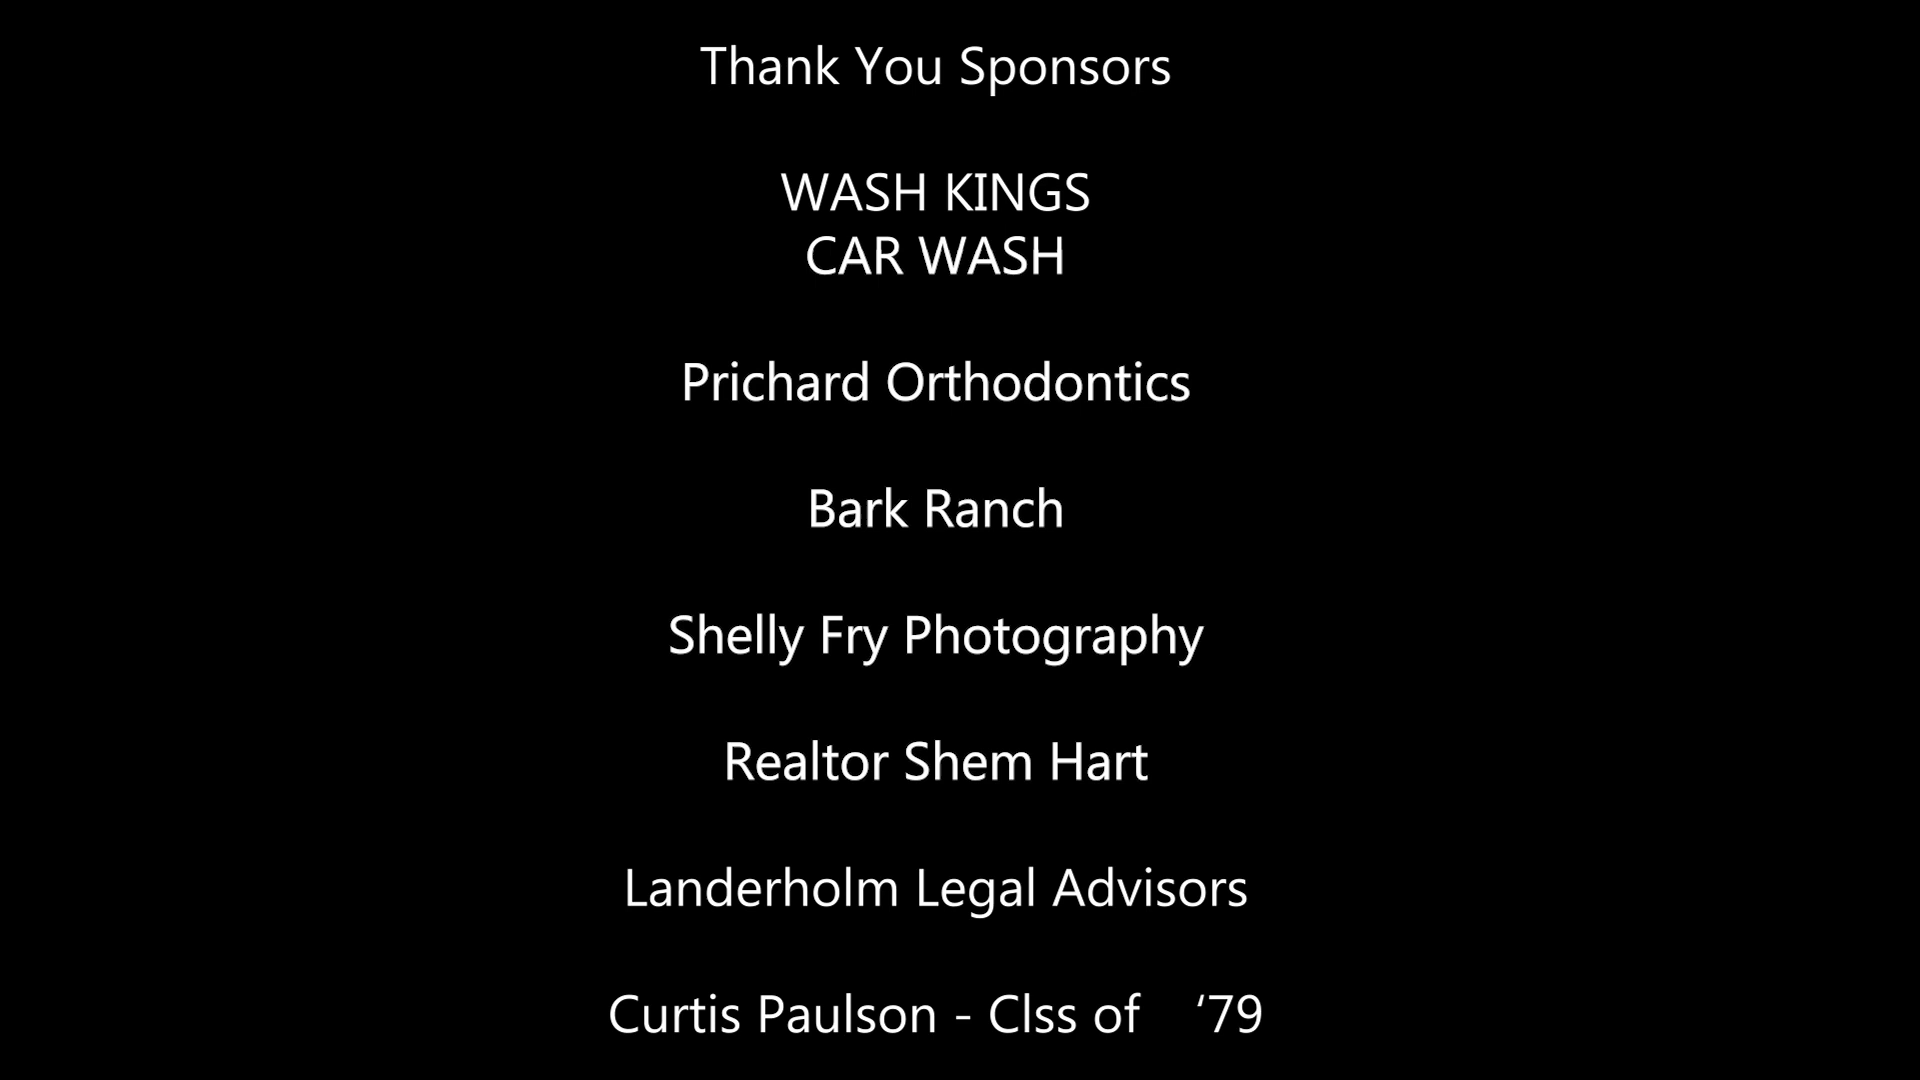 Thank You Sponsors
WASH KINGS
CAR WASH
Prichard Orthodontics
Bark Ranch
Shelly Fry Photography
Realtor Shem Hart
Landerholm Legal Advisors
Curtis Paulson - Clss of ‘79